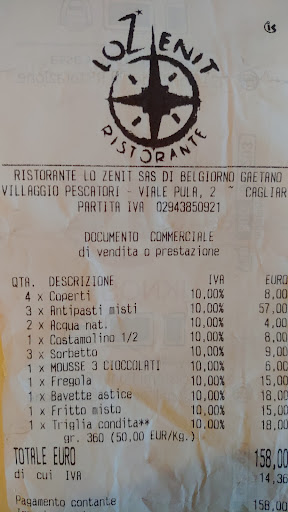 LO ZENIT
RISTORANTE
RISTORANTE LO ZENIT SAS DI BELGIORNO GAETANO
VILLAGGIO PESCATORI - VIALE PULA, 2 ~ CAGLIAR
PARTITA IVA 02943850921
DOCUMENTO COMMERCIALE
di vendita o prestazione
QTA. DESCRIZIONE IVA EURO
4 x Coperti 10,00% 8,00
3 x Antipasti misti 10,00% 57,00
2 x Acqua nat. 10,00% 4,00
1 x Costamolino 1/2 10,00% 8,00
3 x Sorbetto 10,00% 9,00
1 x MOUSSE 3 CIOCCOLATI 10,00% 6,00
1 x Fregola 10,00% 15,00
1 x Bavette astice 10,00% 18,00
1 x Fritto misto 10,00% 15,00
1 x Triglia condita** 10,00% 18,00
gr. 360 (50,00 EUR/Kg.)
TOTALE EURO 158,00
di cui IVA 14,36
Pagamento contante 158,00